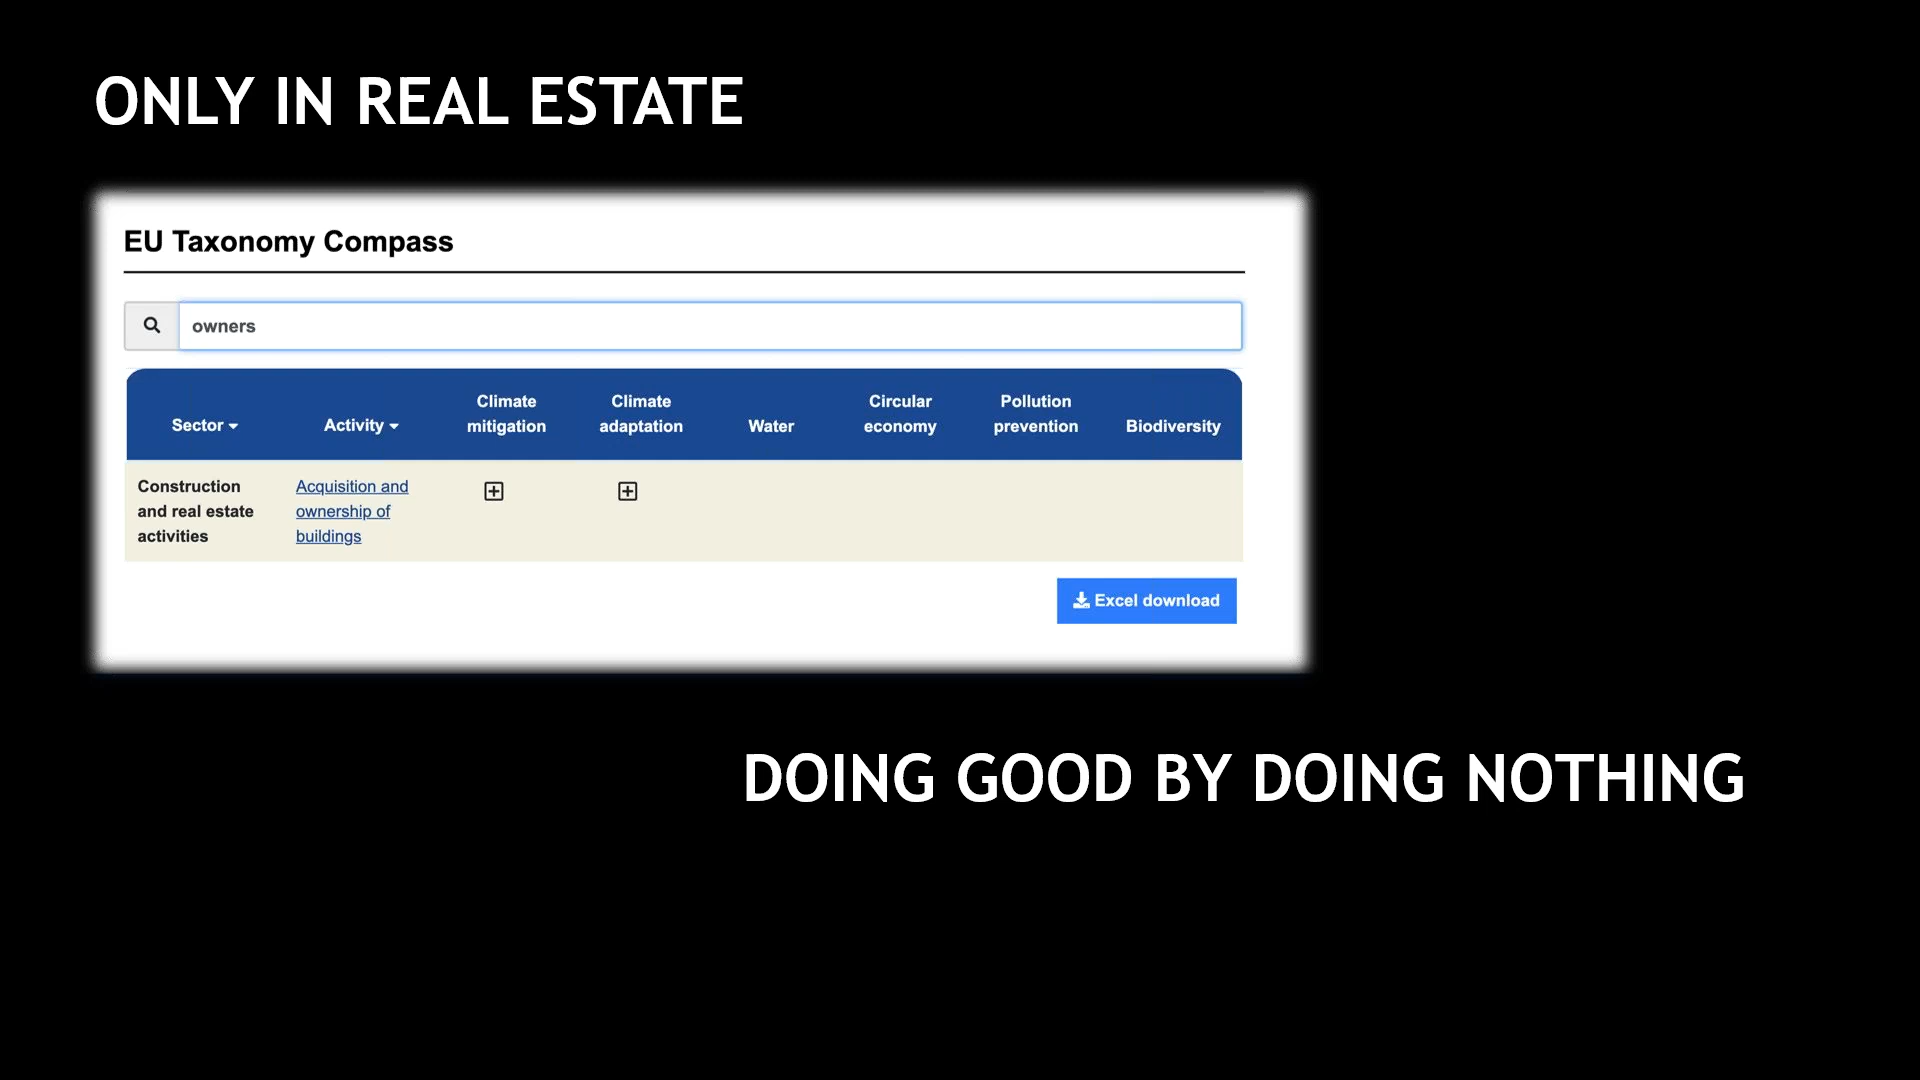 ONLY IN REAL ESTATE
EU Taxonomy Compass
owners
Sector
Activity
Climate
mitigation
Climate
adaptation
Water
Circular
economy
Pollution
prevention
Biodiversity
Construction
and real estate
activities
Acquisition and
ownership of
buildings
Excel download
DOING GOOD BY DOING NOTHING